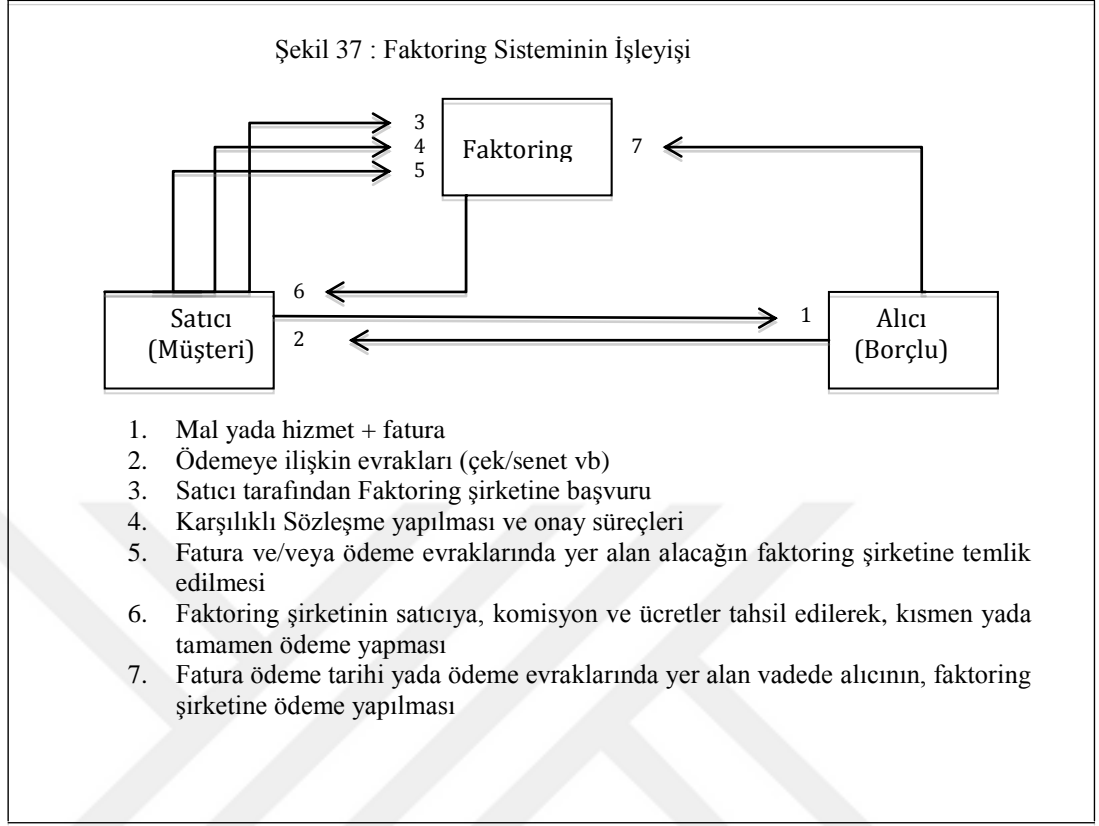 Şekil 37 : Faktoring Sisteminin İşleyişi
3
4
5
Faktoring
7
6
Satıcı
(Müşteri)
2
1
Alıcı
(Borçlu)
1. Mal yada hizmet + fatura
2. Ödemeye ilişkin evrakları (çek/senet vb)
3. Satıcı tarafından Faktoring şirketine başvuru
4. Karşılıklı Sözleşme yapılması ve onay süreçleri
5. Fatura ve/veya ödeme evraklarında yer alan alacağın faktoring şirketine temlik
edilmesi
6. Faktoring şirketinin satıcıya, komisyon ve ücretler tahsil edilerek, kısmen yada
tamamen ödeme yapması
7. Fatura ödeme tarihi yada ödeme evraklarında yer alan vadede alıcının, faktoring
şirketine ödeme yapılması